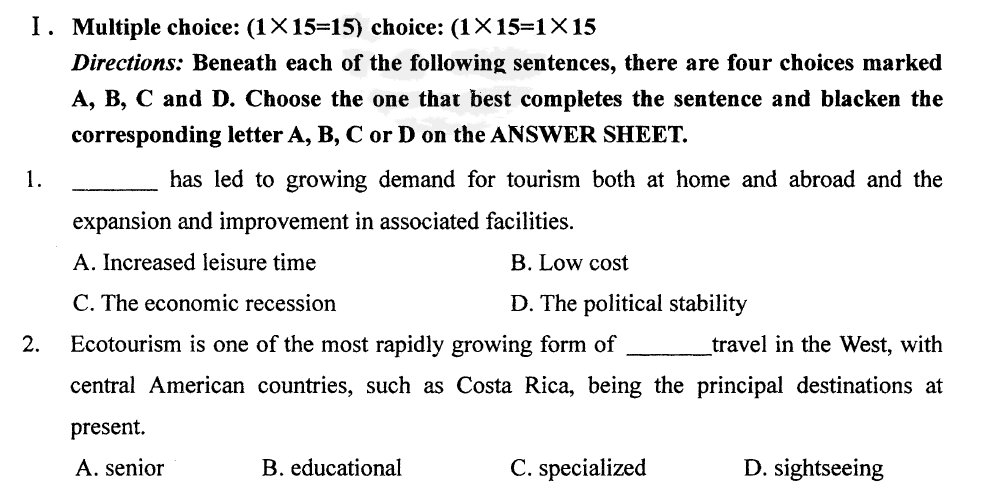 I. Multiple choice: (1×15=15) choice: (1×15=1×15
Directions: Beneath each of the following sentences, there are four choices marked
A, B, C and D. Choose the one that best completes the sentence and blacken the
corresponding letter A, B, C or D on the ANSWER SHEET.
1. _______ has led to growing demand for tourism both at home and abroad and the
expansion and improvement in associated facilities.
A. Increased leisure time B. Low cost
C. The economic recession D. The political stability
2. Ecotourism is one of the most rapidly growing form of _______travel in the West, with
central American countries, such as Costa Rica, being the principal destinations at
present.
A. senior B. educational C. specialized D. sightseeing